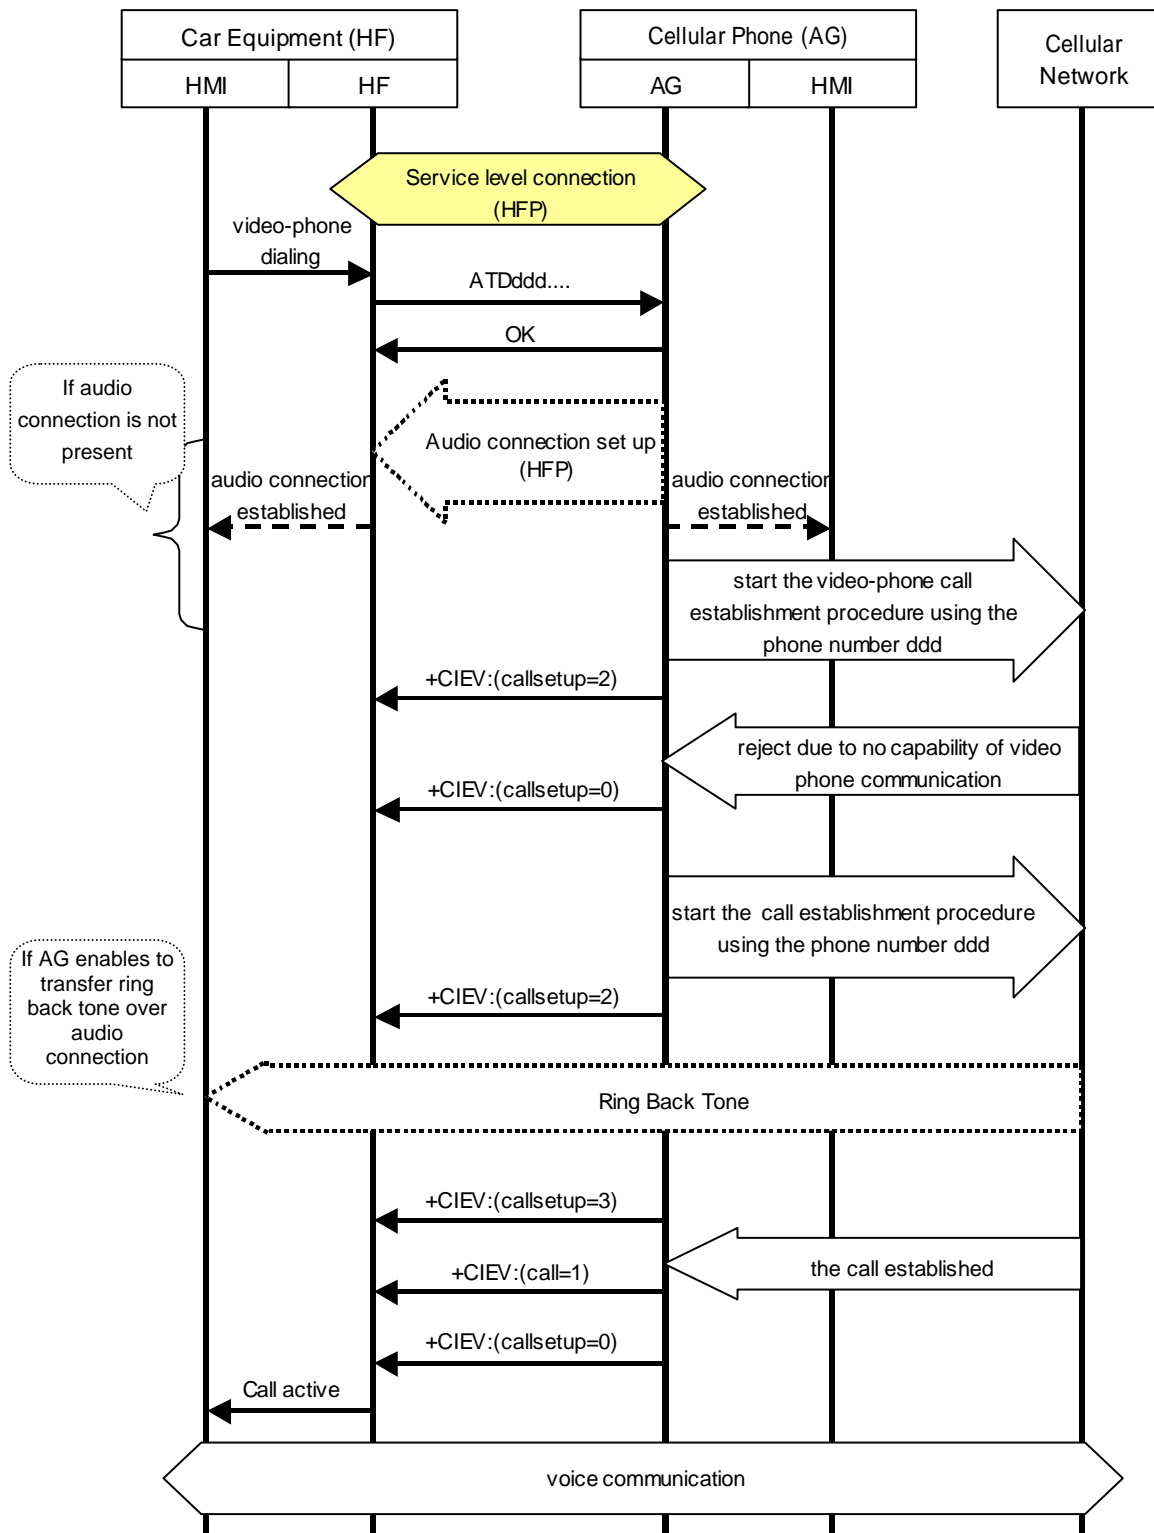 Car Equipment (HF)
Cellular Phone (AG)
Cellular
Network
HMI
HF
AG
HMI
Service level connection
(HFP)
video-phone
dialing
ATDddd....
OK
If audio
connection is not
present
Audio connection set up
(HFP)
audio connection
established
audio connection
established
start the video-phone call
establishment procedure using the
phone number ddd
+CIEV:(callsetup=2)
reject due to no capability of video
phone communication
+CIEV:(callsetup=0)
start the call establishment procedure
using the phone number ddd
If AG enables to
transfer ring
back tone over
audio
connection
+CIEV:(callsetup=2)
Ring Back Tone
+CIEV:(callsetup=3)
the call established
+CIEV:(call=1)
+CIEV:(callsetup=0)
Call active
voice communication